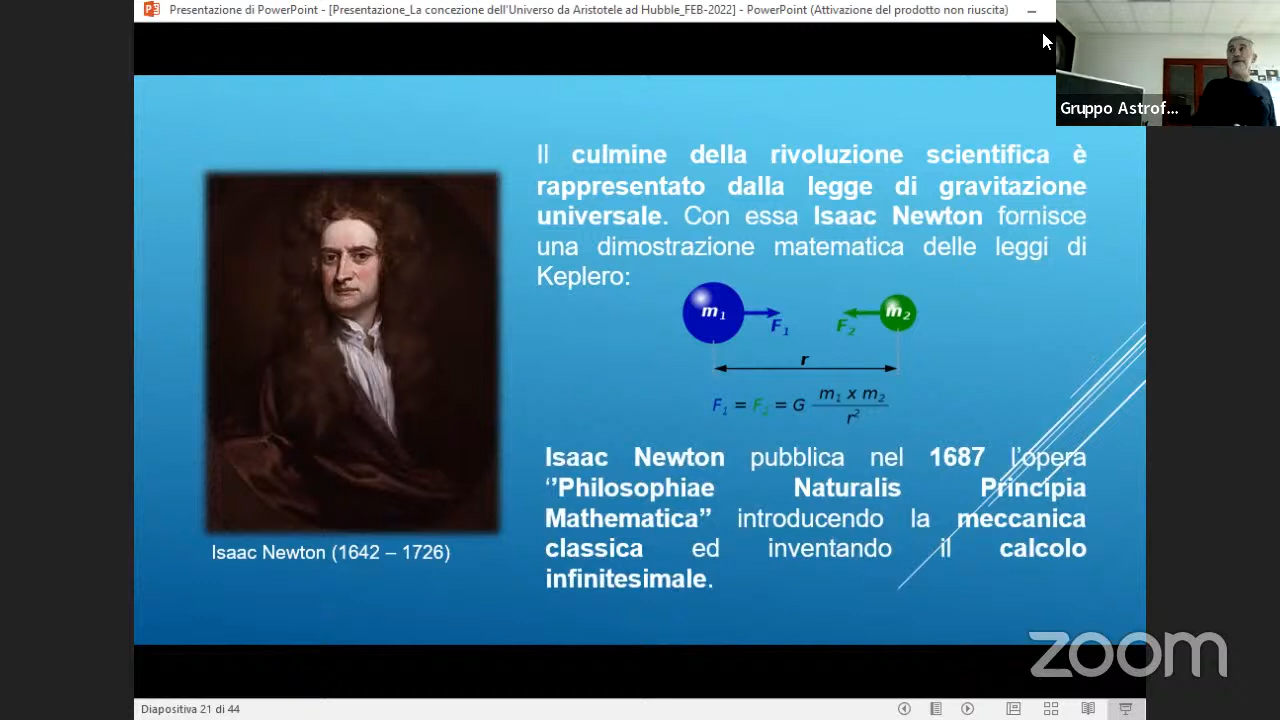 Presentazione di PowerPoint - [Presentazione_La concezione dell'Universo da Aristotele ad Hubble_FEB-2022] - PowerPoint (Attivazione del prodotto non riuscita)
Gruppo Astrof...
Il culmine della rivoluzione scientifica è
rappresentato dalla legge di gravitazione
universale. Con essa Isaac Newton fornisce
una dimostrazione matematica delle leggi di
Keplero:
m₁ m₂
F₁ F₂
r
F₁ = F₂ = G m₁ x m₂
r²
Isaac Newton pubblica nel 1687 l'opera
‘’Philosophiae Naturalis Principia
Mathematica’’ introducendo la meccanica
classica ed inventando il calcolo
infinitesimale.
Isaac Newton (1642 – 1726)
zoom
Diapositiva 21 di 44